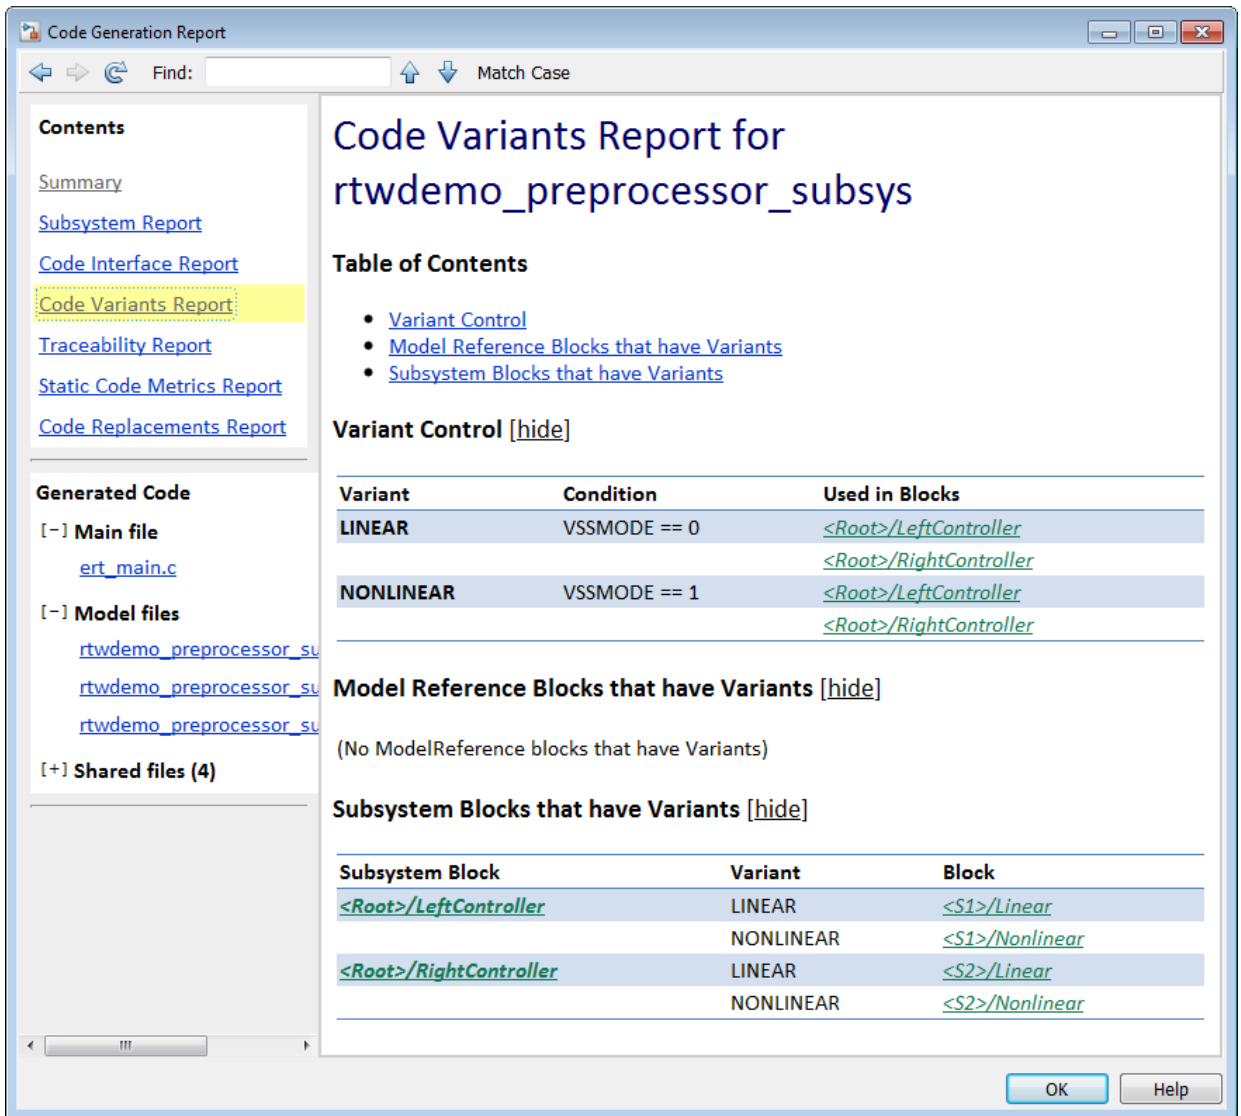 Code Generation Report
Find:
Match Case
Contents
Summary
Subsystem Report
Code Interface Report
Code Variants Report
Traceability Report
Static Code Metrics Report
Code Replacements Report
Generated Code
[-] Main file
ert_main.c
[-] Model files
rtwdemo_preprocessor_su
rtwdemo_preprocessor_su
rtwdemo_preprocessor_su
[+] Shared files (4)
Code Variants Report for
rtwdemo_preprocessor_subsys
Table of Contents
• Variant Control
• Model Reference Blocks that have Variants
• Subsystem Blocks that have Variants
Variant Control [hide]
Variant Condition Used in Blocks
LINEAR VSSMODE == 0 <Root>/LeftController
<Root>/RightController
NONLINEAR VSSMODE == 1 <Root>/LeftController
<Root>/RightController
Model Reference Blocks that have Variants [hide]
(No ModelReference blocks that have Variants)
Subsystem Blocks that have Variants [hide]
Subsystem Block Variant Block
<Root>/LeftController LINEAR <S1>/Linear
NONLINEAR <S1>/Nonlinear
<Root>/RightController LINEAR <S2>/Linear
NONLINEAR <S2>/Nonlinear
OK
Help